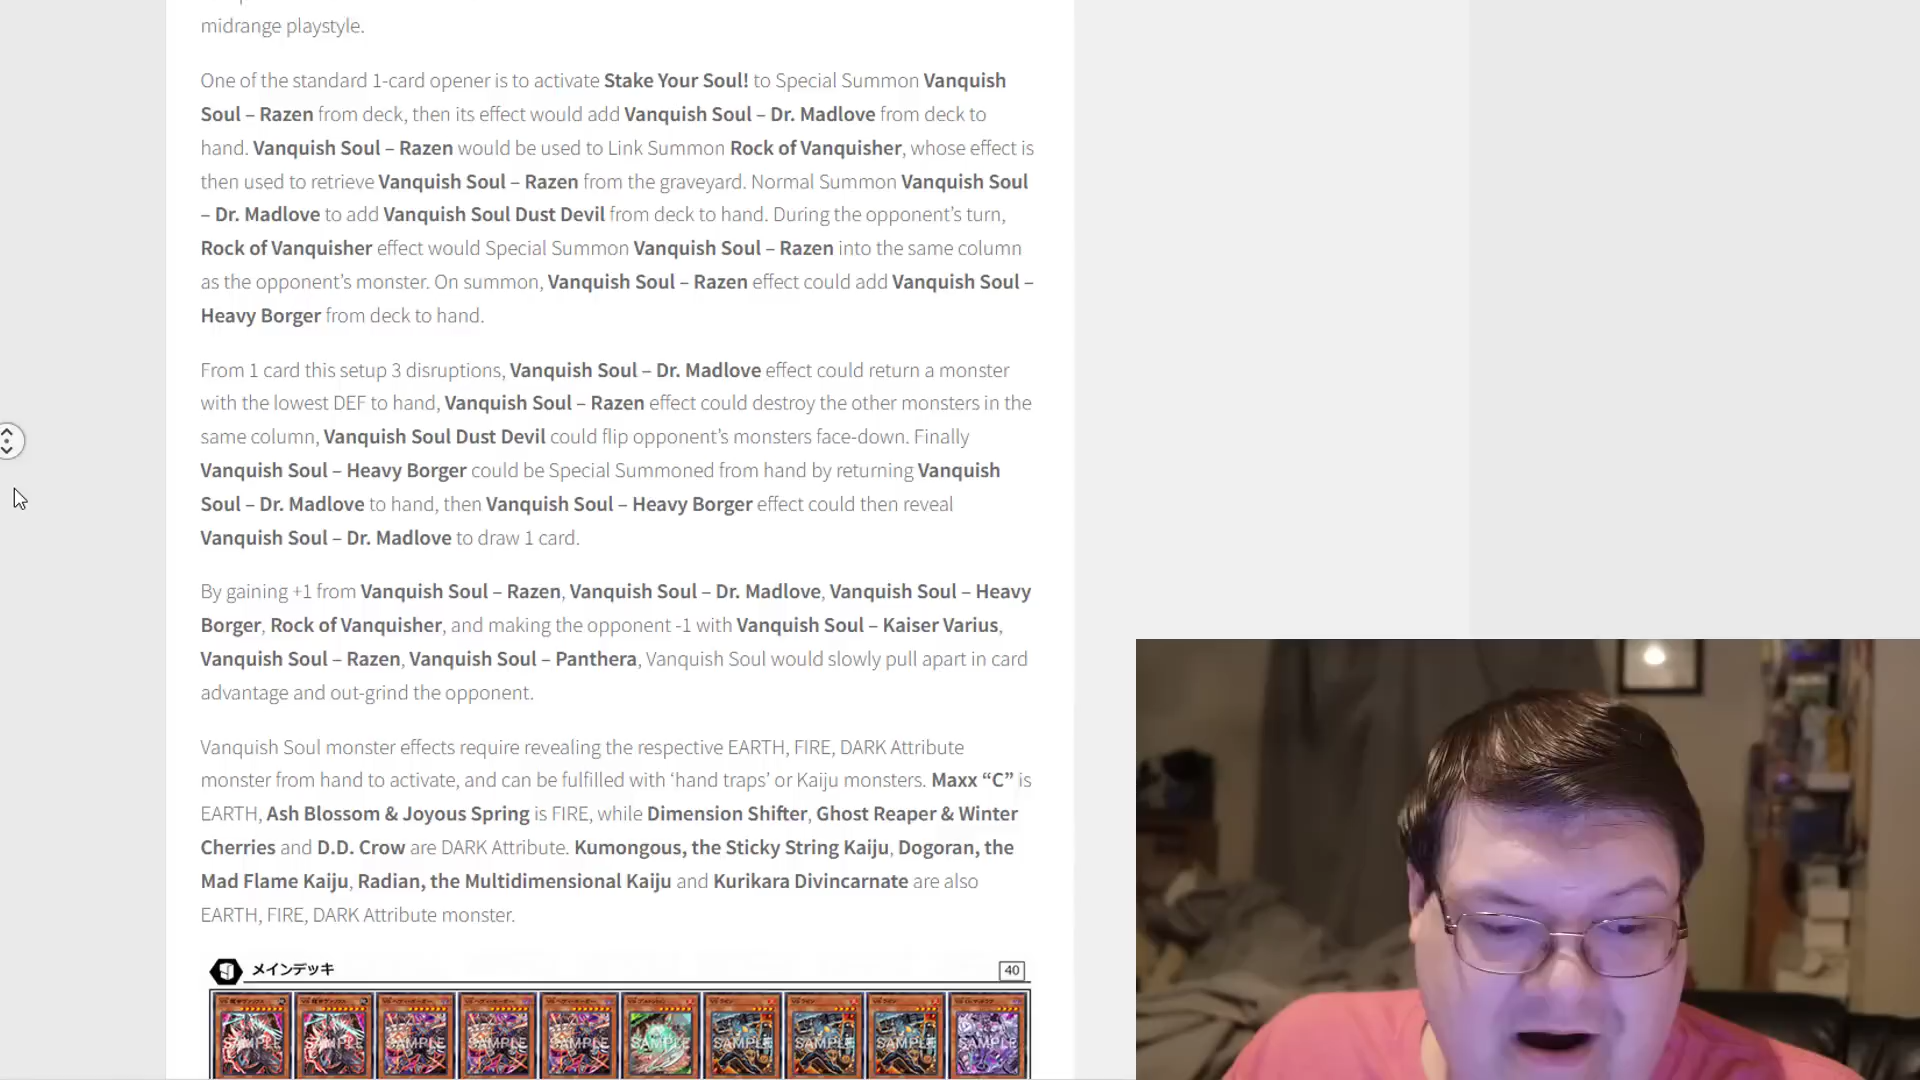 midrange playstyle.
One of the standard 1-card opener is to activate Stake Your Soul! to Special Summon Vanquish
Soul – Razen from deck, then its effect would add Vanquish Soul – Dr. Madlove from deck to
hand. Vanquish Soul – Razen would be used to Link Summon Rock of Vanquisher, whose effect is
then used to retrieve Vanquish Soul – Razen from the graveyard. Normal Summon Vanquish Soul
– Dr. Madlove to add Vanquish Soul Dust Devil from deck to hand. During the opponent’s turn,
Rock of Vanquisher effect would Special Summon Vanquish Soul – Razen into the same column
as the opponent’s monster. On summon, Vanquish Soul – Razen effect could add Vanquish Soul –
Heavy Borger from deck to hand.
From 1 card this setup 3 disruptions, Vanquish Soul – Dr. Madlove effect could return a monster
with the lowest DEF to hand, Vanquish Soul – Razen effect could destroy the other monsters in the
same column, Vanquish Soul Dust Devil could flip opponent’s monsters face-down. Finally
Vanquish Soul – Heavy Borger could be Special Summoned from hand by returning Vanquish
Soul – Dr. Madlove to hand, then Vanquish Soul – Heavy Borger effect could then reveal
Vanquish Soul – Dr. Madlove to draw 1 card.
By gaining +1 from Vanquish Soul – Razen, Vanquish Soul – Dr. Madlove, Vanquish Soul – Heavy
Borger, Rock of Vanquisher, and making the opponent -1 with Vanquish Soul – Kaiser Varius,
Vanquish Soul – Razen, Vanquish Soul – Panthera, Vanquish Soul would slowly pull apart in card
advantage and out-grind the opponent.
Vanquish Soul monster effects require revealing the respective EARTH, FIRE, DARK Attribute
monster from hand to activate, and can be fulfilled with ‘hand traps’ or Kaiju monsters. Maxx “C” is
EARTH, Ash Blossom & Joyous Spring is FIRE, while Dimension Shifter, Ghost Reaper & Winter
Cherries and D.D. Crow are DARK Attribute. Kumongous, the Sticky String Kaiju, Dogoran, the
Mad Flame Kaiju, Radian, the Multidimensional Kaiju and Kurikara Divincarnate are also
EARTH, FIRE, DARK Attribute monster.
メインデッキ 40
SAMPLE SAMPLE SAMPLE SAMPLE SAMPLE SAMPLE SAMPLE SAMPLE SAMPLE SAMPLE